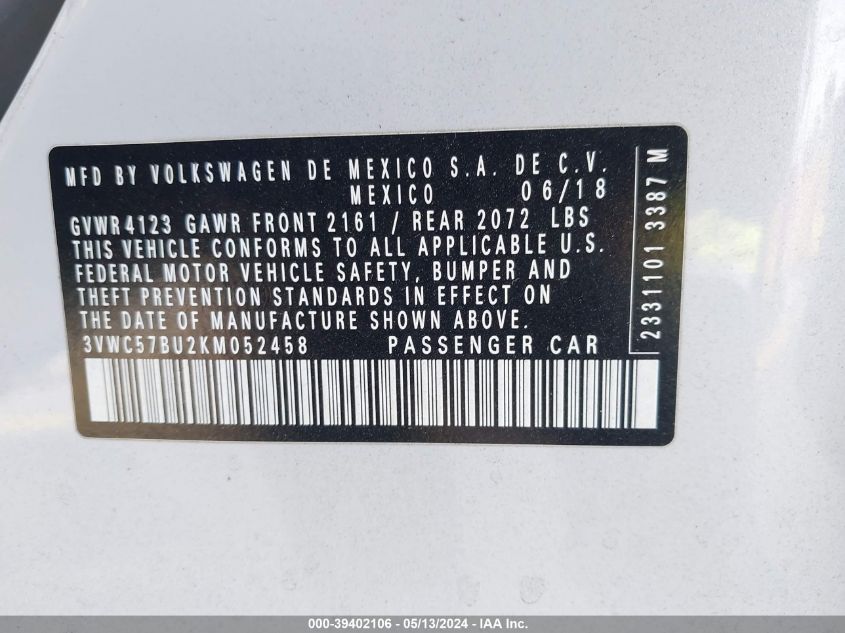 MFD BY VOLKSWAGEN DE MEXICO S.A. DE C.V.
MEXICO 06/18
GVWR 4123 GAWR FRONT 2161 / REAR 2072 LBS
THIS VEHICLE CONFORMS TO ALL APPLICABLE U.S.
FEDERAL MOTOR VEHICLE SAFETY, BUMPER AND
THEFT PREVENTION STANDARDS IN EFFECT ON
THE DATE OF MANUFACTURE SHOWN ABOVE.
3VWC57BU2KM052458 PASSENGER CAR
2331101 3387 M
000-39402106 - 05/13/2024 - IAA Inc.